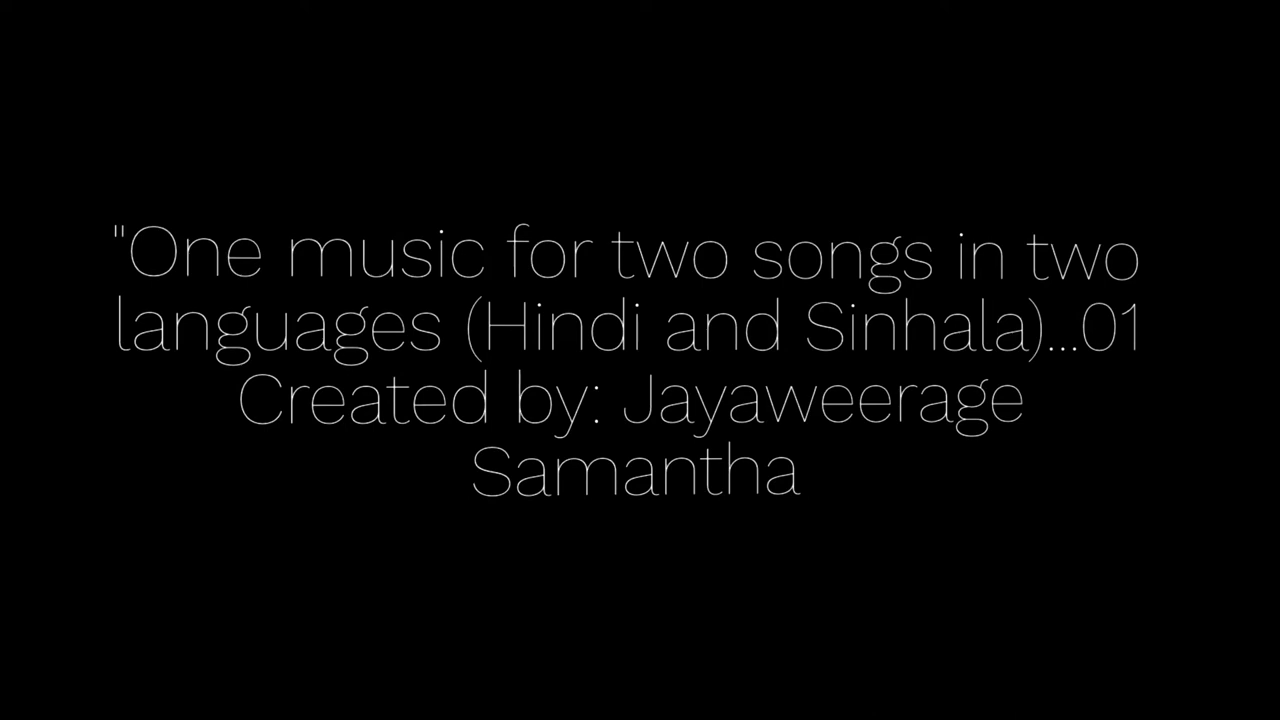 "One music for two songs in two
languages (Hindi and Sinhala)...01
Created by: Jayaweerage
Samantha